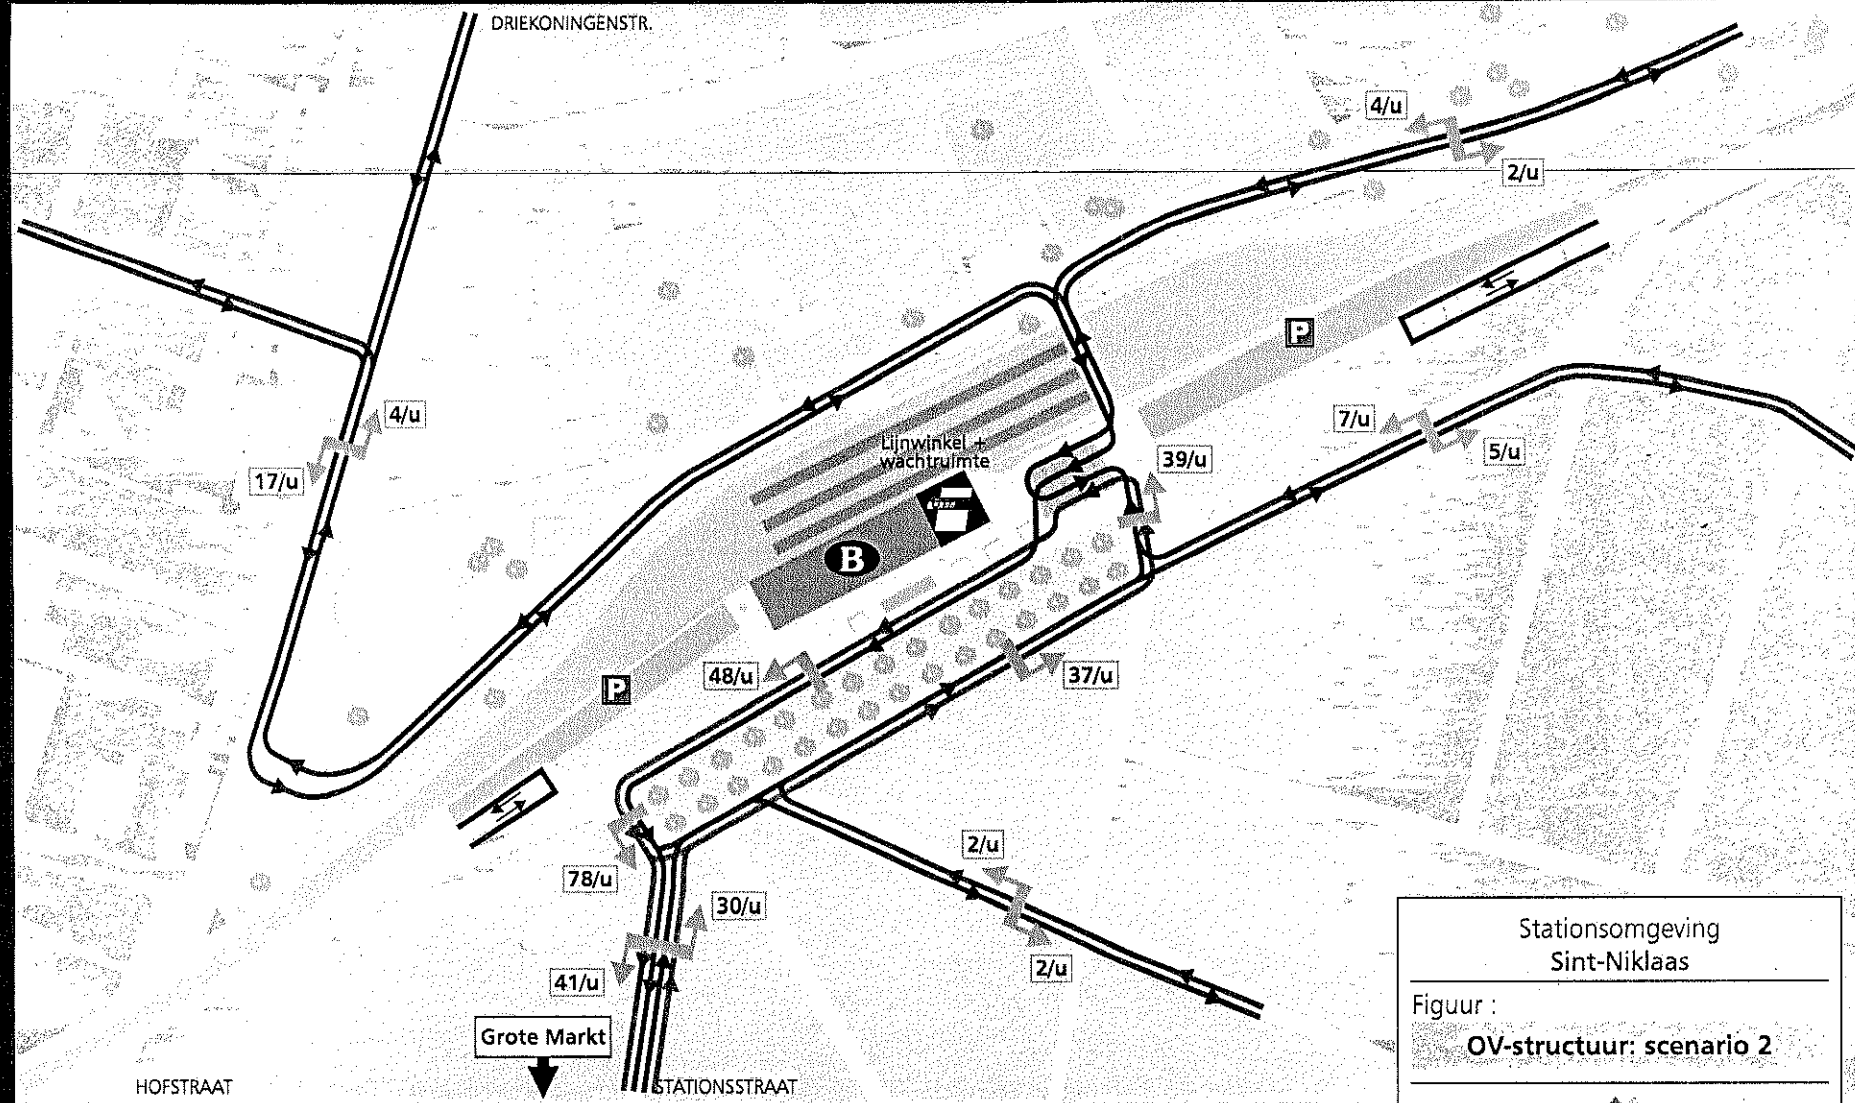 DRIEKONINGENSTR.
4/u
2/u
P
4/u
17/u
Lijnwinkel +
wachtruimte
7/u
5/u
39/u
B
48/u
37/u
P
78/u
2/u
30/u
2/u
41/u
Grote Markt
HOFSTRAAT
STATIONSSTRAAT
Stationsomgeving
Sint-Niklaas
Figuur :
OV-structuur: scenario 2